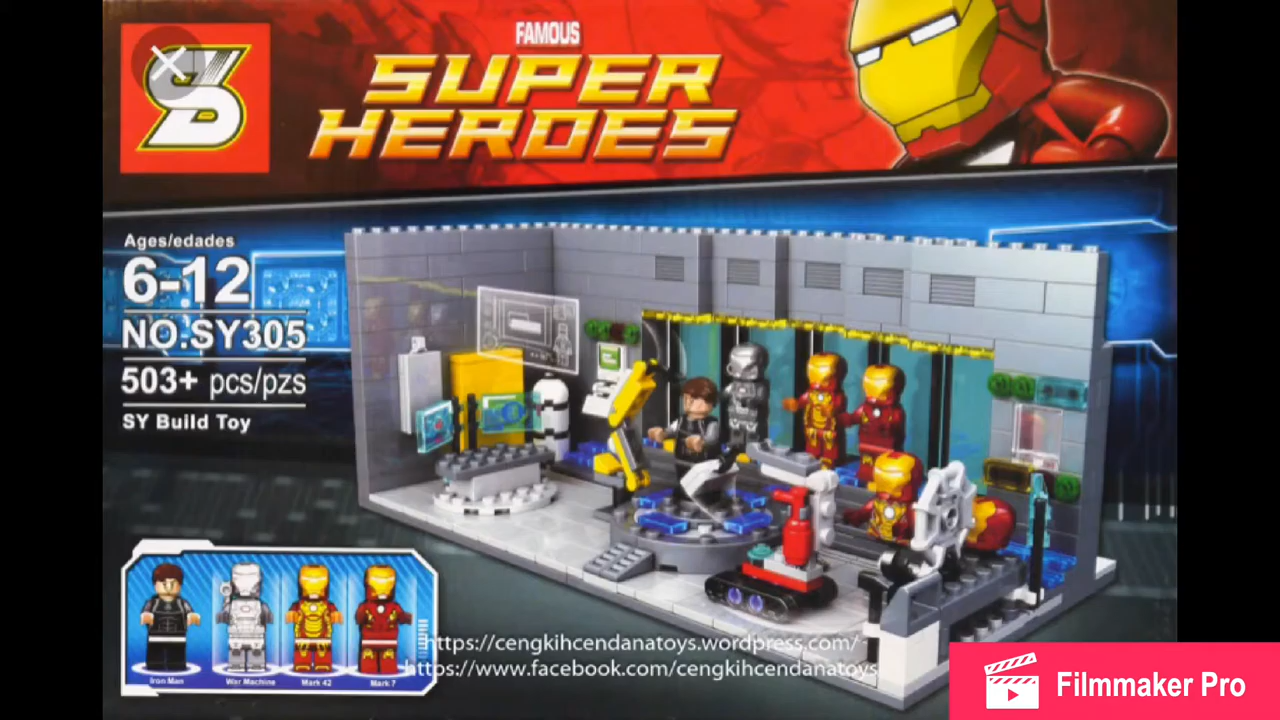 FAMOUS
SUPER
HEROES
SY
Ages/edades
6-12
NO.SY305
503+ pcs/pzs
SY Build Toy
Iron Man
War Machine
Mark 42
Mark 7
https://cengkihcendanatoys.wordpress.com/
https://www.facebook.com/cengkihcendanatoys
Filmmaker Pro